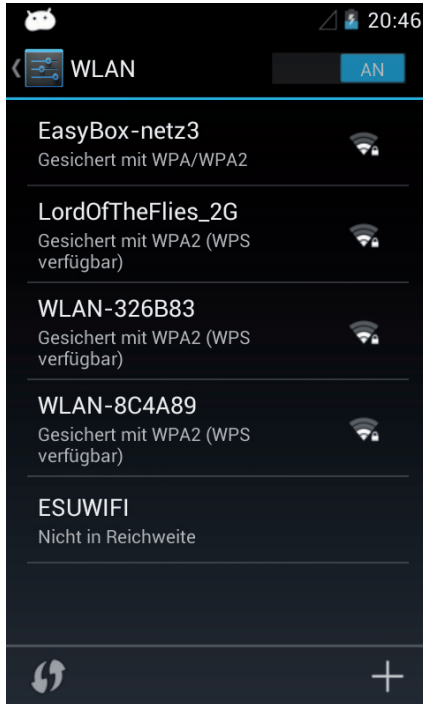 20:46
WLAN
AN
EasyBox-netz3
Gesichert mit WPA/WPA2
LordOfTheFlies_2G
Gesichert mit WPA2 (WPS
verfügbar)
WLAN-326B83
Gesichert mit WPA2 (WPS
verfügbar)
WLAN-8C4A89
Gesichert mit WPA2 (WPS
verfügbar)
ESUWIFI
Nicht in Reichweite